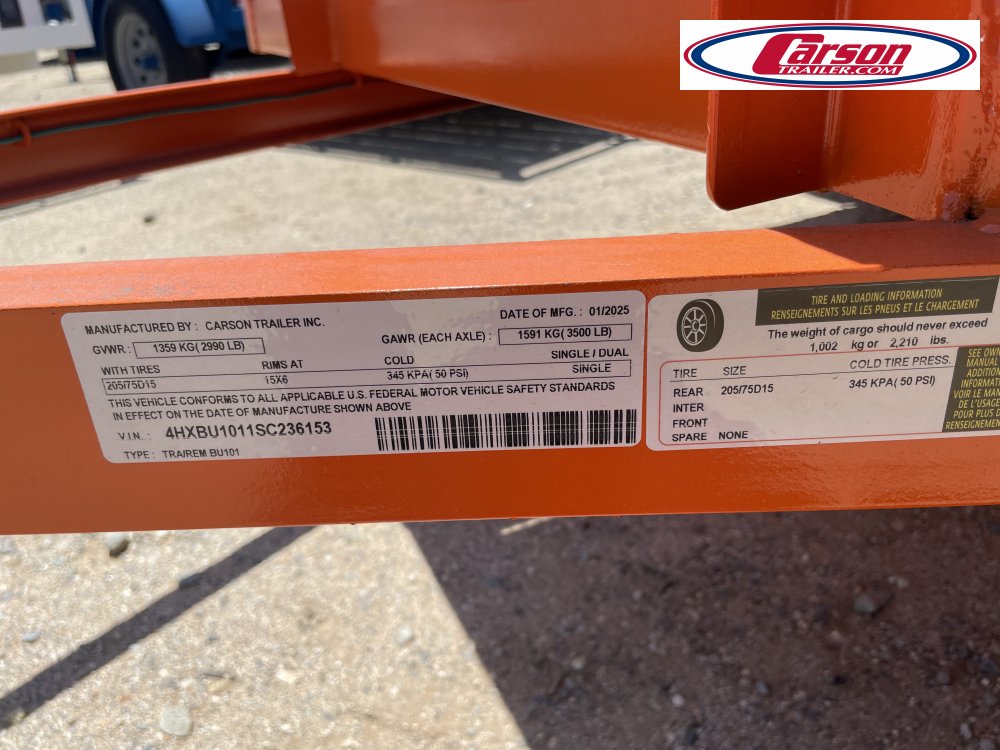 Carson
TRAILER.COM
MANUFACTURED BY : CARSON TRAILER INC.
DATE OF MFG. : 01/2025
GVWR : 1359 KG( 2990 LB)
GAWR (EACH AXLE) : 1591 KG( 3500 LB)
WITH TIRES RIMS AT COLD SINGLE / DUAL
205/75D15 15X6 345 KPA( 50 PSI) SINGLE
THIS VEHICLE CONFORMS TO ALL APPLICABLE U.S. FEDERAL MOTOR VEHICLE SAFETY STANDARDS
IN EFFECT ON THE DATE OF MANUFACTURE SHOWN ABOVE
V.I.N. : 4HXBU1011SC236153
TYPE : TRA/REM BU101
TIRE AND LOADING INFORMATION
RENSEIGNEMENTS SUR LES PNEUS ET LE CHARGEMENT
The weight of cargo should never exceed
1,002 kg or 2,210 lbs.
TIRE SIZE COLD TIRE PRESS.
REAR 205/75D15 345 KPA( 50 PSI)
INTER
FRONT
SPARE NONE
SEE OWN
MANUAL
ADDITION
INFORMAT
VOIR LE MAN
DE L'USAGE
POUR PLUS D
RENSEIGNEMEN